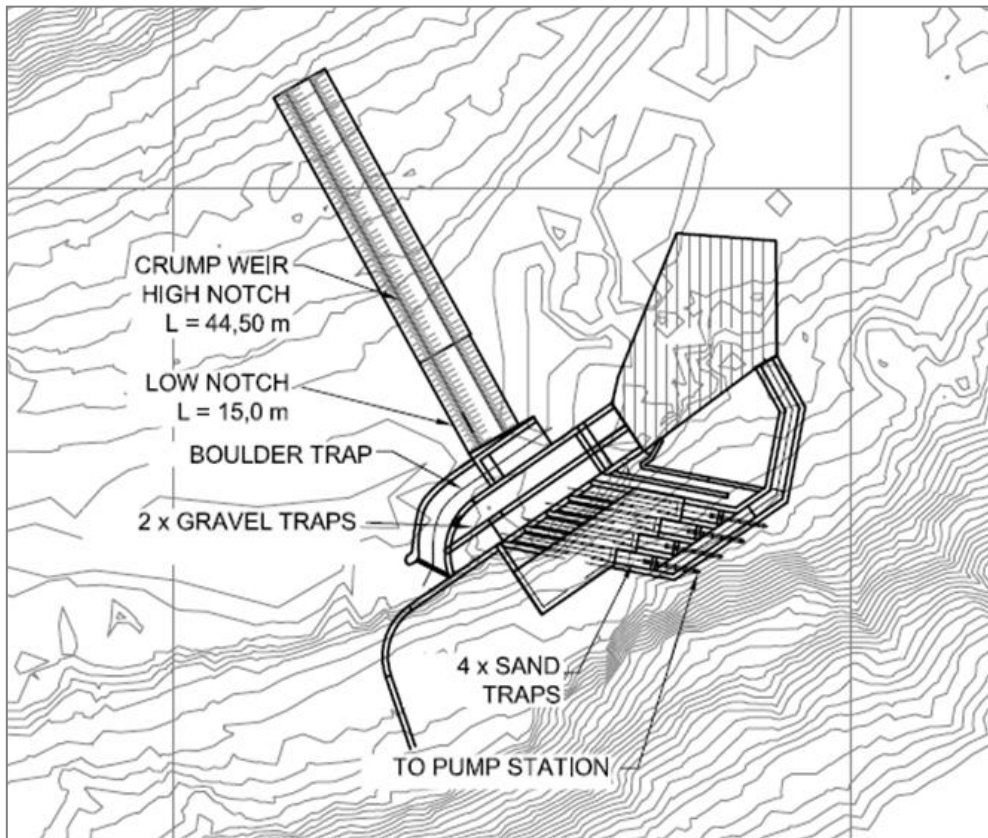 CRUMP WEIR
HIGH NOTCH
L = 44,50 m
LOW NOTCH
L = 15,0 m
BOULDER TRAP
2 x GRAVEL TRAPS
4 x SAND
TRAPS
TO PUMP STATION